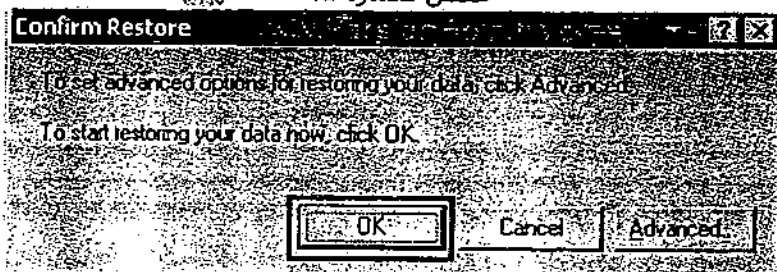 Confirm Restore
To set advanced options for restoring your data, click Advanced.
To start restoring your data now, click OK.
OK Cancel Advanced...